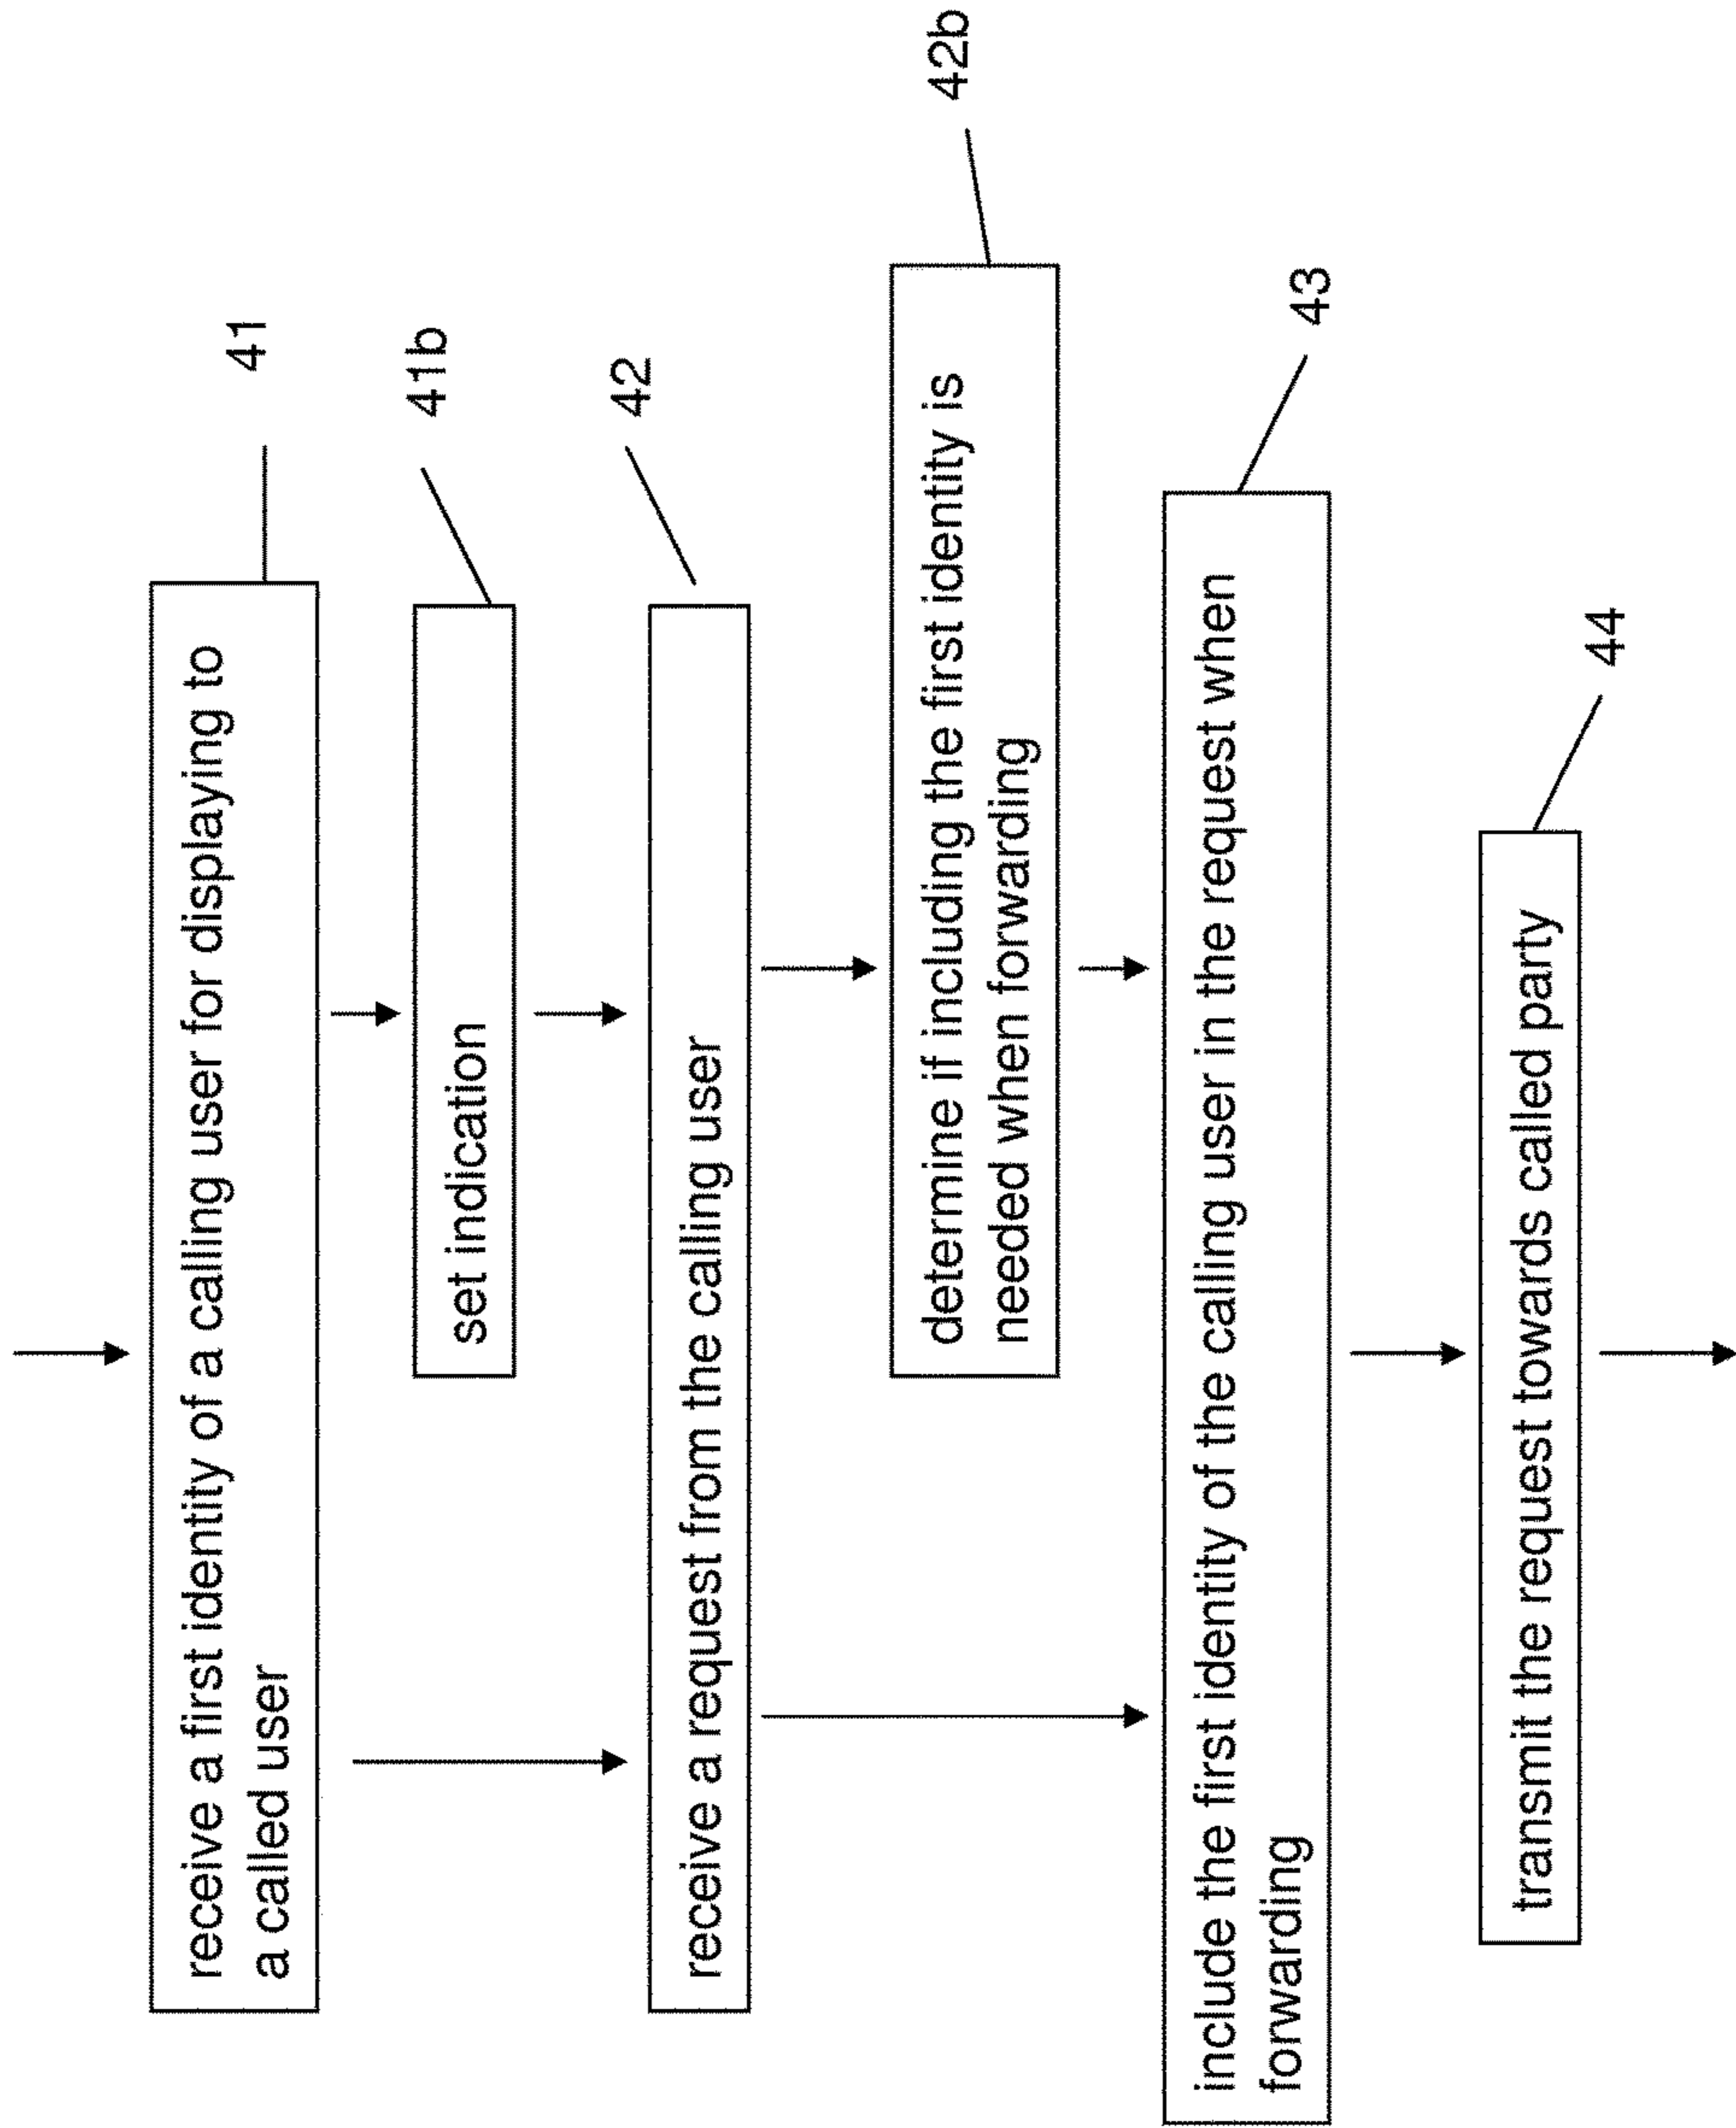 receive a first identity of a calling user for displaying to
a called user
41
set indication
41b
receive a request from the calling user
42
determine if including the first identity is
needed when forwarding
42b
include the first identity of the calling user in the request when
forwarding
43
transmit the request towards called party
44